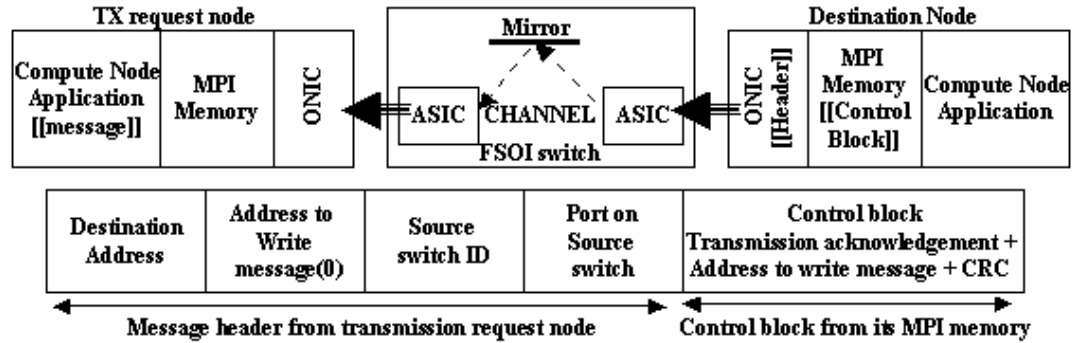 TX request node
Mirror
Destination Node
Compute Node
Application
[[message]]
MPI
Memory
ONIC
ASIC
CHANNEL
ASIC
FSOI switch
ONIC
[[Header]]
MPI
Memory
[[Control
Block]]
Compute Node
Application
Destination
Address
Address to
Write
message(0)
Source
switch ID
Port on
Source
switch
Control block
Transmission acknowledgement +
Address to write message + CRC
Message header from transmission request node
Control block from its MPI memory